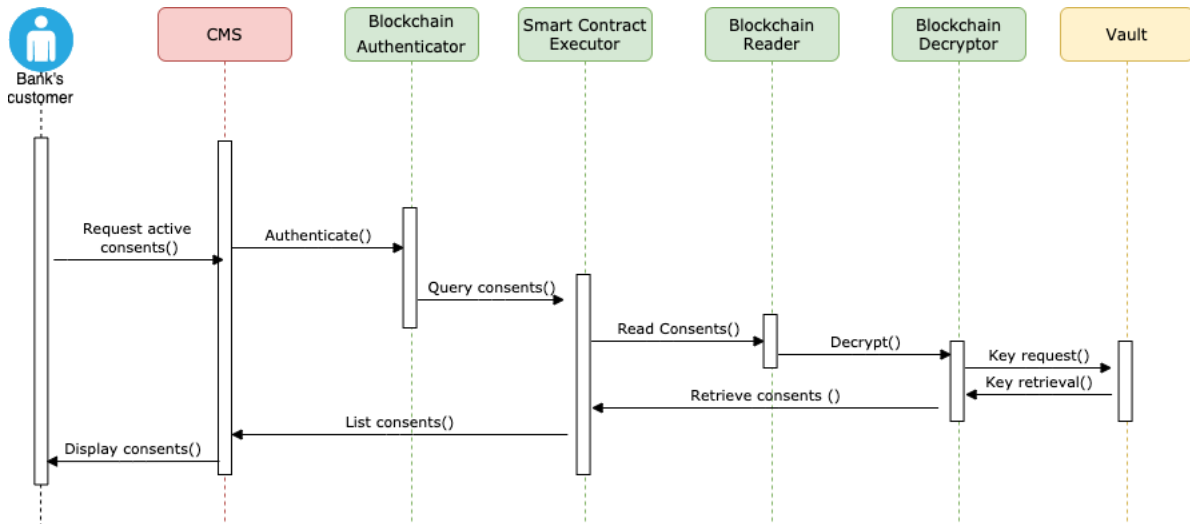 Bank's
customer
CMS
Blockchain
Authenticator
Smart Contract
Executor
Blockchain
Reader
Blockchain
Decryptor
Vault
Request active
consents()
Authenticate()
Query consents()
Read Consents()
Decrypt()
Key request()
Key retrieval()
Retrieve consents ()
List consents()
Display consents()